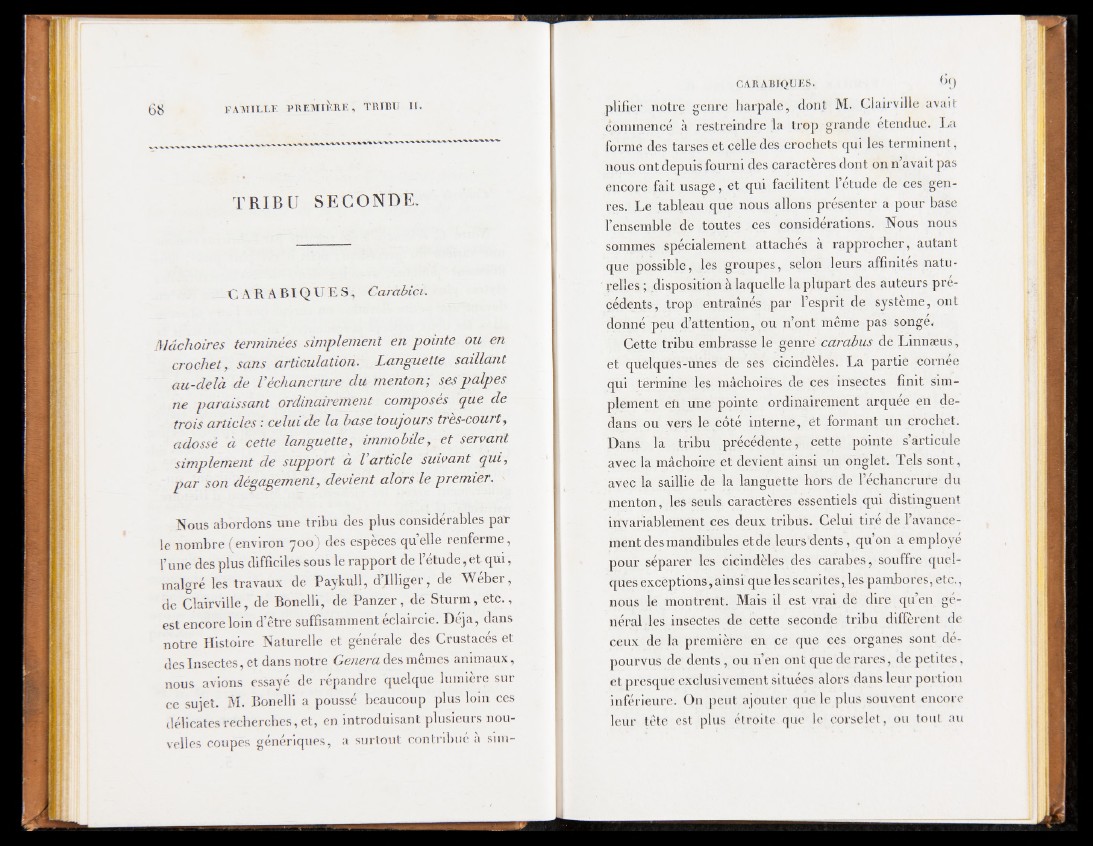 68 FAMILLE PREMIÈRE, TRIBU II.
TRIBU SECONDE.
CARABIQUES, Carabici.
Mâchoires terminées simplement en pointe ou en
crochet, sans articulation. Languette saillant
au-delà de l'échancrure du menton; ses palpes
ne paraissant ordinairement composés que de
trois articles : celui de la base toujours très-court,
adossé à cette languette, immobile, et servant
simplement de support à l'article suivant qui,
par son dégagement, devient alors le premier.
Nous abordons une tribu des plus considérables par
le nombre (environ 700) des espèces qu'elle renferme,
l'une des plus difficiles sous le rapport de l'étude, et qui,
malgré les travaux de Paykull, d'Illiger, de Wéber,
de Clairville, de Bonelli, de Panzer, de Sturm, etc.,
est encore loin d'être suffisamment éclaircie. Déja, dans
notre Histoire Naturelle et générale des Crustacés et
des Insectes, et dans notre Genera des mêmes animaux,
nous avions essayé de répandre quelque lumière sur
ce sujet. M. Bonelli a poussé beaucoup plus loin ces
délicates recherches, et, en introduisant plusieurs nou-
velles coupes génériques, a surtout contribué à sim-
CARABIQUES. 69
plifier notre genre harpale, dont M. Clairville avait
commencé à restreindre la trop grande étendue. La
forme des tarses et celle des crochets qui les terminent,
nous ont depuis fourni des caractères dont on n'avait pas
encore fait usage, et qui facilitent l'étude de ces gen-
res. Le tableau que nous allons présenter a pour base
l'ensemble de toutes ces considérations. Nous nous
sommes spécialement attachés à rapprocher, autant
que possible, les groupes, selon leurs affinités natu-
relles; disposition à laquelle la plupart des auteurs pré-
cédents, trop entraînés par l'esprit de système, ont
donné peu d'attention, ou n'ont même pas songé.
Cette tribu embrasse le genre carabus de Linnæus,
et quelques-unes de ses cicindèles. La partie cornée
qui termine les mâchoires de ces insectes finit sim-
plement en une pointe ordinairement arquée en de-
dans ou vers le côté interne, et formant un crochet.
Dans la tribu précédente, cette pointe s'articule
avec la mâchoire et devient ainsi un onglet. Tels sont,
avec la saillie de la languette hors de l'échancrure du
menton, les seuls caractères essentiels qui distinguent
invariablement ces deux tribus. Celui tiré de l'avance-
ment des mandibules et de leurs dents, qu'on a employé
pour séparer les cicindèles des carabes, souffre quel-
ques exceptions, ainsi que les scarites, les pambores, etc.,
nous le montrent. Mais il est vrai de dire qu'en gé-
néral les insectes de cette seconde tribu diffèrent de
ceux de la première en ce que ces organes sont dé-
pourvus de dents, ou n'en ont que de rares, de petites,
et presque exclusivement situées alors dans leur portion
inférieure. On peut ajouter que le plus souvent encore
leur tête est plus étroite que le corselet, ou tout au